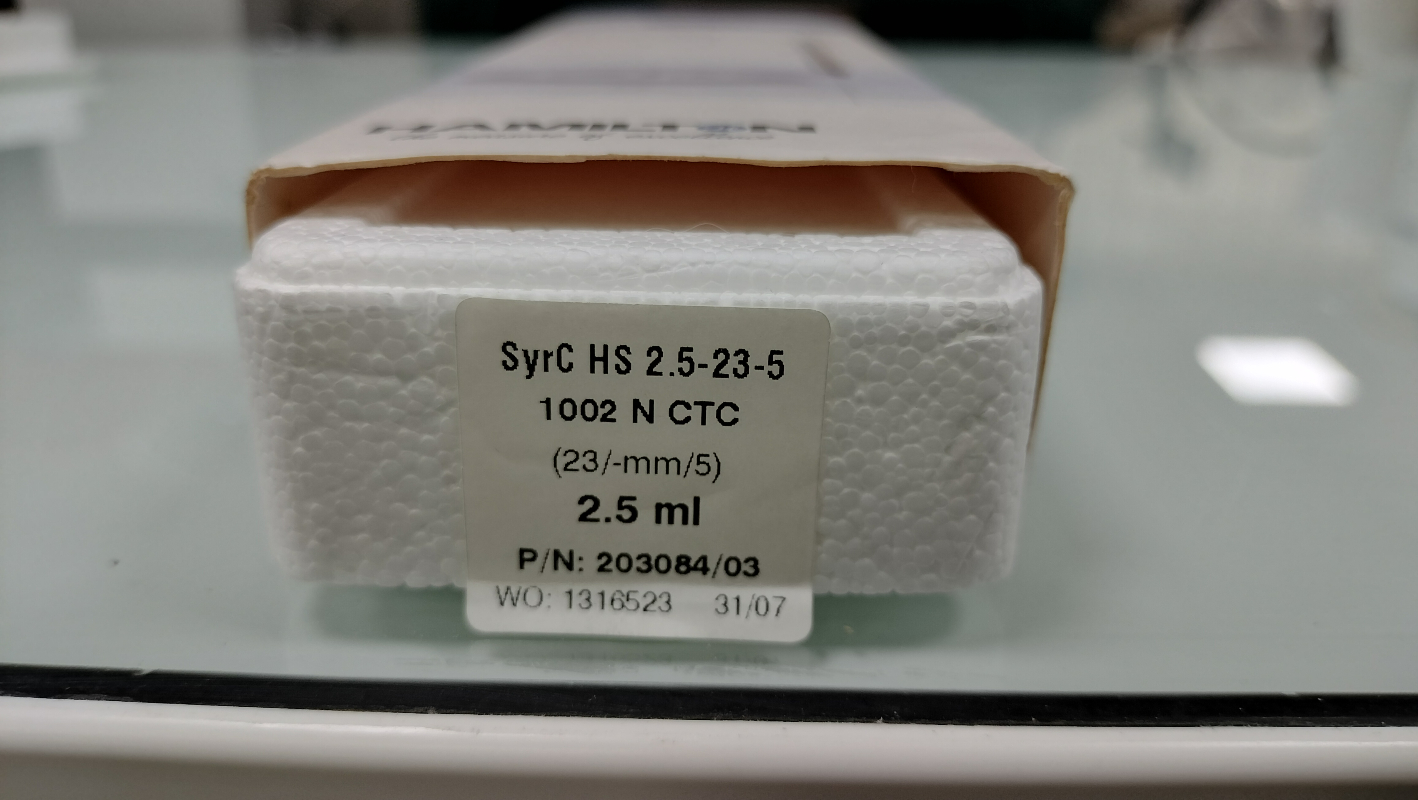 HAMILTON
SyrC HS 2.5-23-5
1002 N CTC
(23/-mm/5)
2.5 ml
P/N: 203084/03
WO: 1316523 31/07